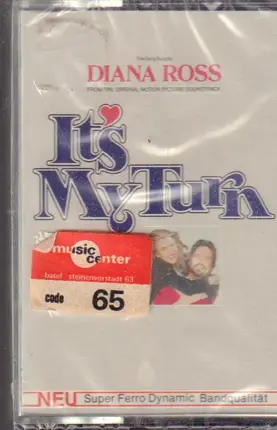 DIANA ROSS
FROM THE ORIGINAL MOTION PICTURE SOUNDTRACK
It's
My Turn
music
center
basel steinenvorstadt 63
code 65
NEU Super Ferro Dynamic Bandqualität